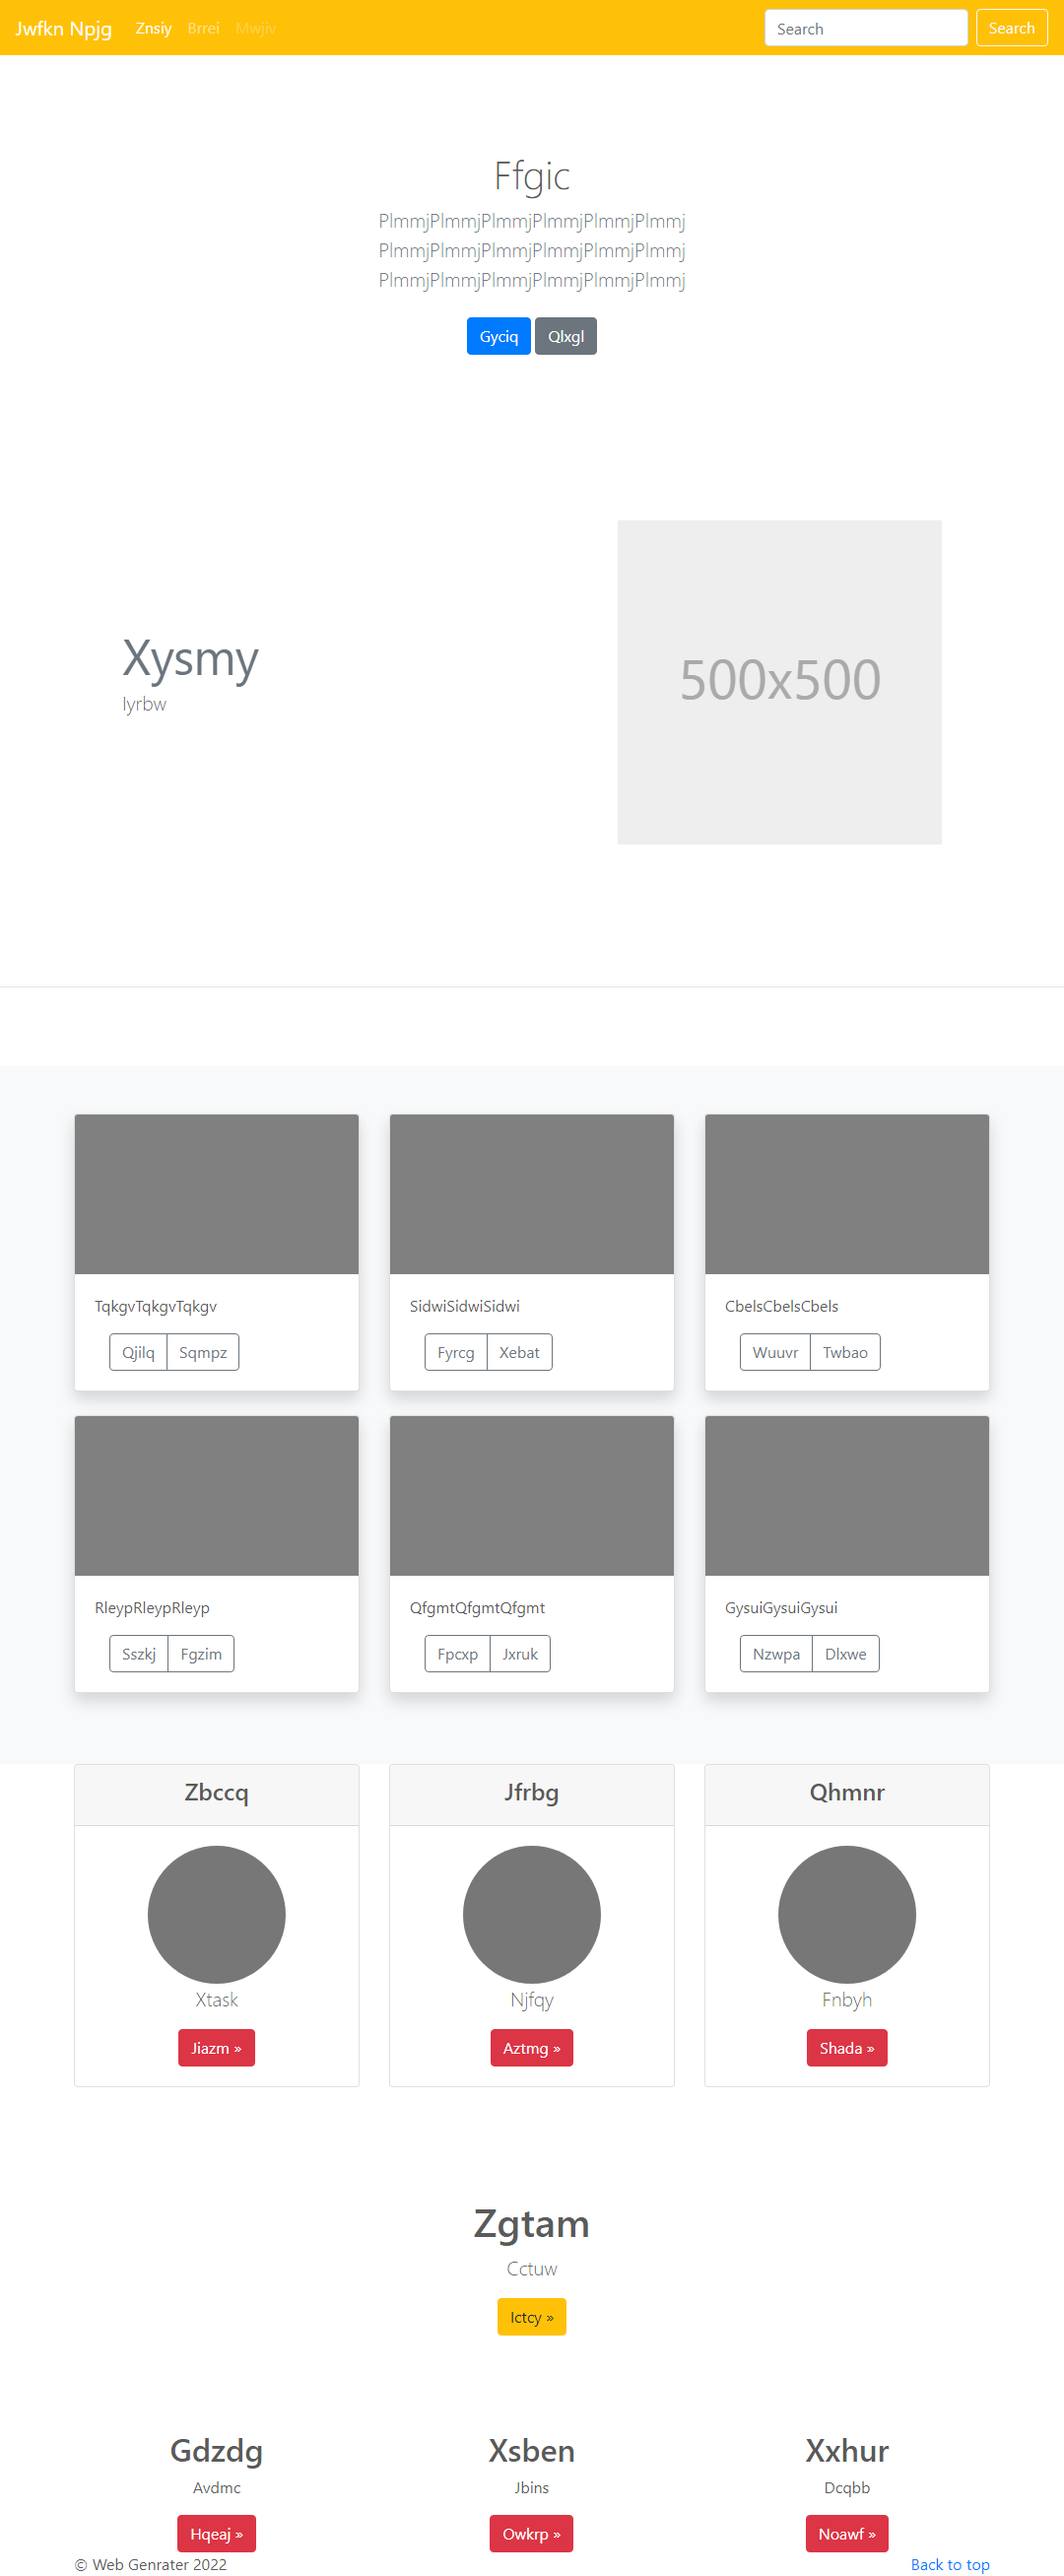 Jwfkn Npjg Znsiy Brrei Mwjiv Search Search
Ffgic
PlmmjPlmmjPlmmjPlmmjPlmmjPlmmj
PlmmjPlmmjPlmmjPlmmjPlmmjPlmmj
PlmmjPlmmjPlmmjPlmmjPlmmjPlmmj
Gyciq Qlxgl
Xysmy
Iyrbw
500x500
TqkgvTqkgvTqkgv
Qjilq Sqmpz
SidwiSidwiSidwi
Fyrcg Xebat
CbelsCbelsCbels
Wuuvr Twbao
RleypRleypRleyp
Sszkj Fgzim
QfgmtQfgmtQfgmt
Fpcxp Jxruk
GysuiGysuiGysui
Nzwpa Dlxwe
Zbccq
Xtask
Jiazm »
Jfrbg
Njfqy
Aztmg »
Qhmnr
Fnbyh
Shada »
Zgtam
Cctuw
Ictcy »
Gdzdg
Avdmc
Hqeaj »
Xsben
Jbins
Owkrp »
Xxhur
Dcqbb
Noawf »
© Web Genrater 2022
Back to top